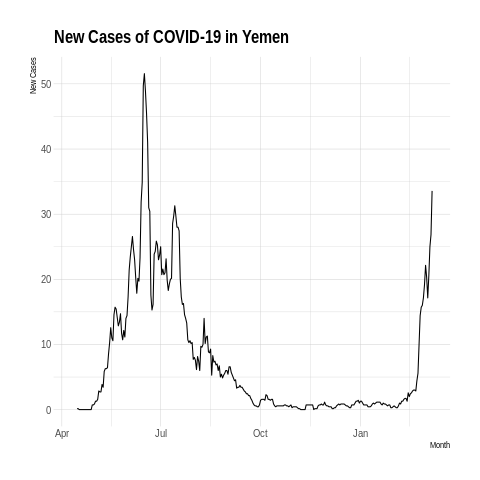 New Cases of COVID-19 in Yemen
New Cases
50
40
30
20
10
0
Apr
Jul
Oct
Jan
Month